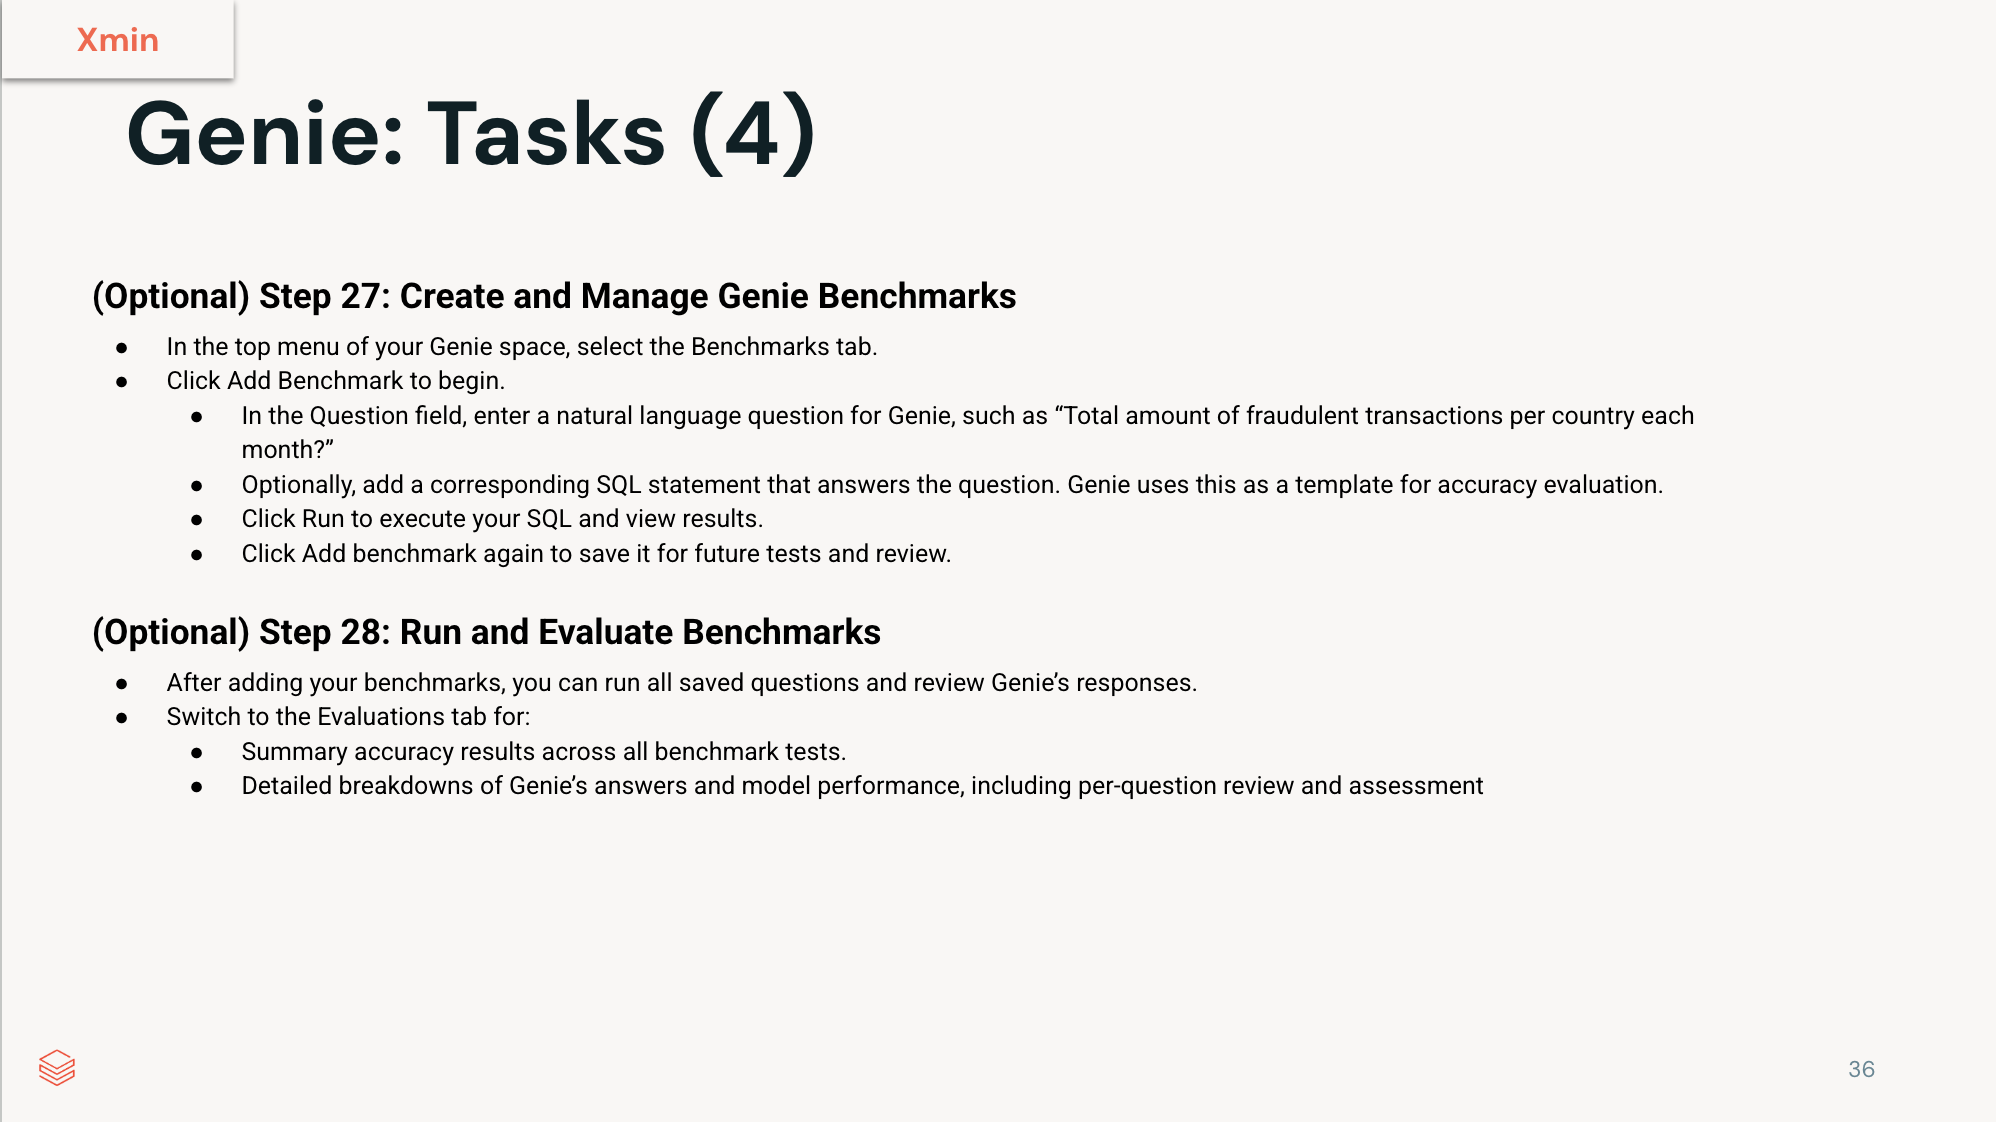 Xmin
Genie: Tasks (4)
(Optional) Step 27: Create and Manage Genie Benchmarks
● In the top menu of your Genie space, select the Benchmarks tab.
● Click Add Benchmark to begin.
● In the Question field, enter a natural language question for Genie, such as “Total amount of fraudulent transactions per country each
month?”
● Optionally, add a corresponding SQL statement that answers the question. Genie uses this as a template for accuracy evaluation.
● Click Run to execute your SQL and view results.
● Click Add benchmark again to save it for future tests and review.
(Optional) Step 28: Run and Evaluate Benchmarks
● After adding your benchmarks, you can run all saved questions and review Genie’s responses.
● Switch to the Evaluations tab for:
● Summary accuracy results across all benchmark tests.
● Detailed breakdowns of Genie’s answers and model performance, including per-question review and assessment
36